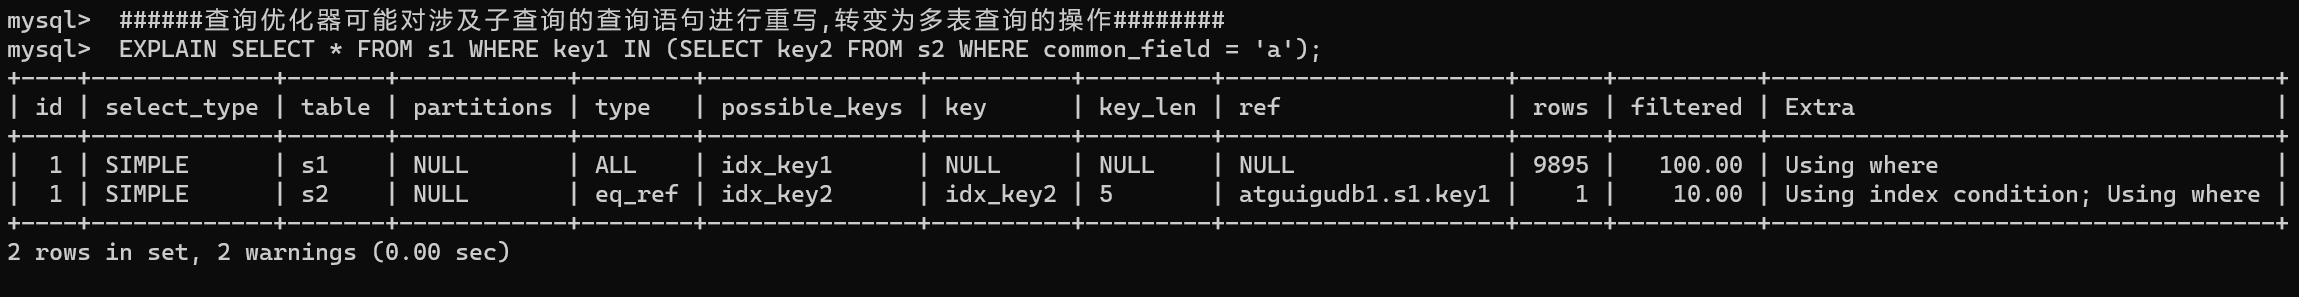 mysql>  ######查询优化器可能对涉及子查询的查询语句进行重写,转变为多表查询的操作########
mysql>  EXPLAIN SELECT * FROM s1 WHERE key1 IN (SELECT key2 FROM s2 WHERE common_field = 'a');
+----+-------------+-------+------------+--------+---------------+----------+---------+--------------------+------+----------+------------------------------------+
| id | select_type | table | partitions | type   | possible_keys | key      | key_len | ref                | rows | filtered | Extra                              |
+----+-------------+-------+------------+--------+---------------+----------+---------+--------------------+------+----------+------------------------------------+
|  1 | SIMPLE      | s1    | NULL       | ALL    | idx_key1      | NULL     | NULL    | NULL               | 9895 |   100.00 | Using where                        |
|  1 | SIMPLE      | s2    | NULL       | eq_ref | idx_key2      | idx_key2 | 5       | atguigudb1.s1.key1 |    1 |    10.00 | Using index condition; Using where |
+----+-------------+-------+------------+--------+---------------+----------+---------+--------------------+------+----------+------------------------------------+
2 rows in set, 2 warnings (0.00 sec)